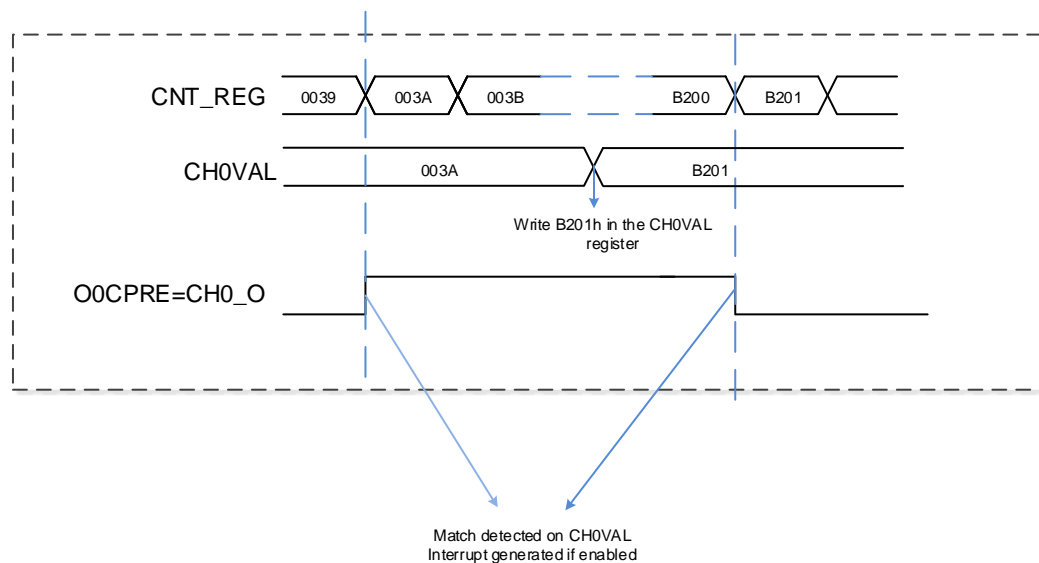 CNT_REG
0039
003A
003B
B200
B201
CH0VAL
003A
B201
Write B201h in the CH0VAL
register
O0CPRE=CH0_O
Match detected on CH0VAL
Interrupt generated if enabled